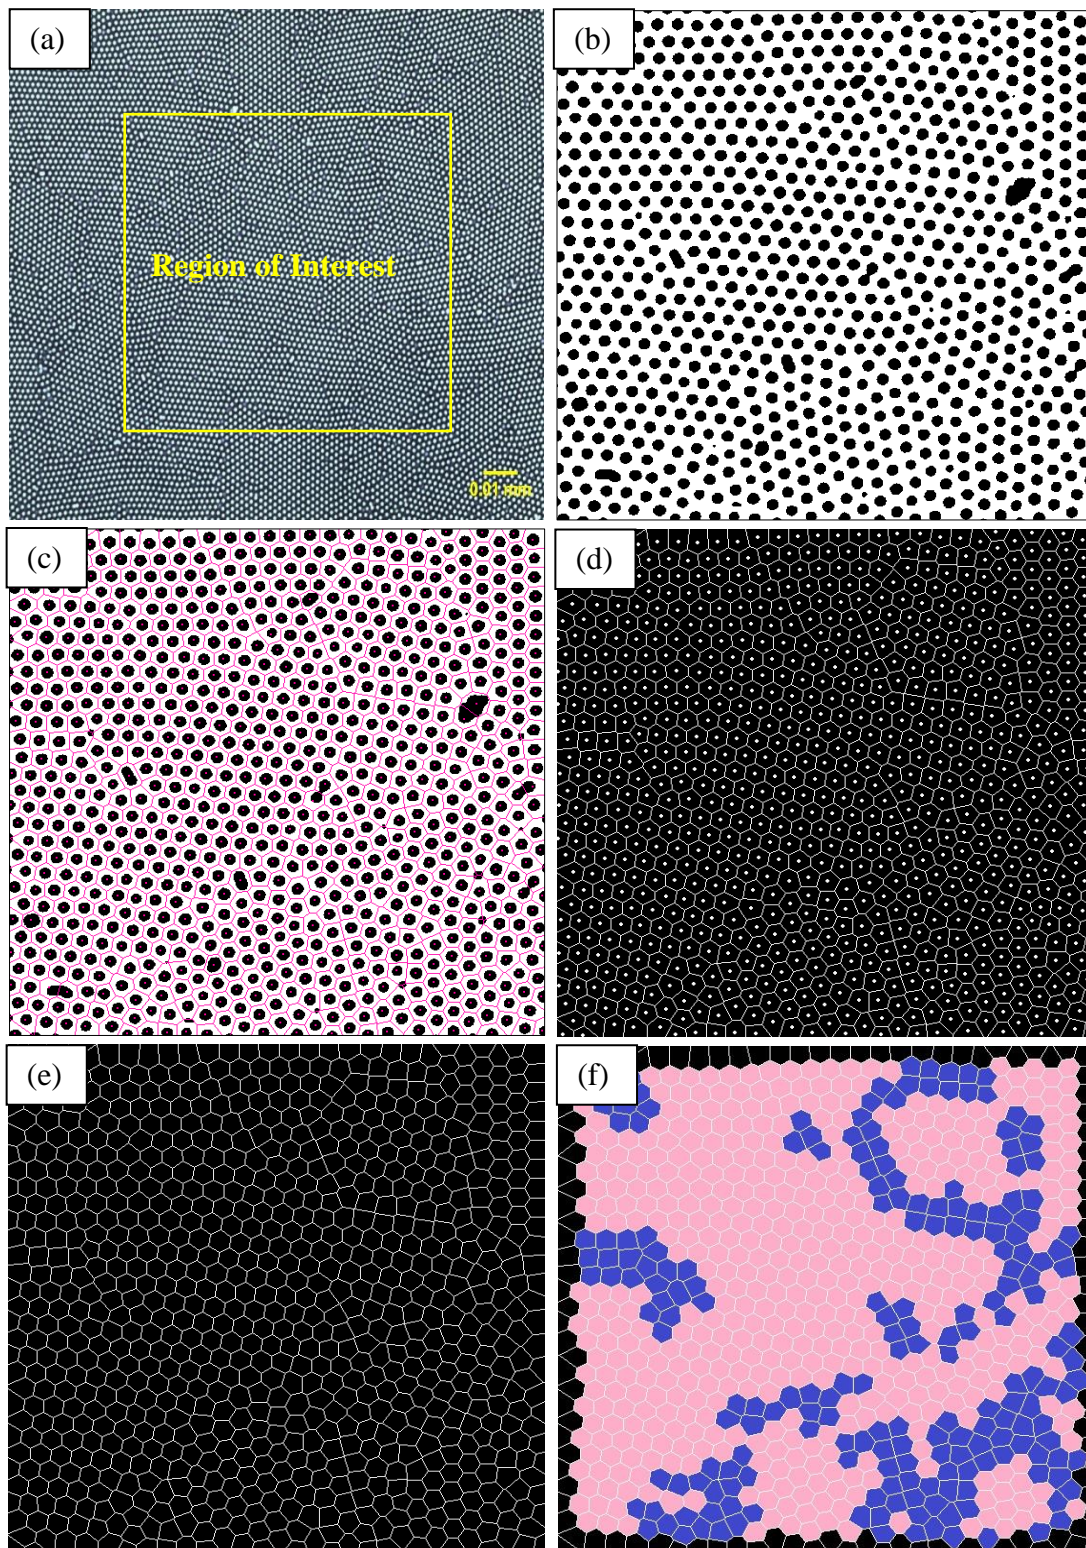 (a)
(b)
Region of Interest
0.01 mm
(c)
(d)
(e)
(f)